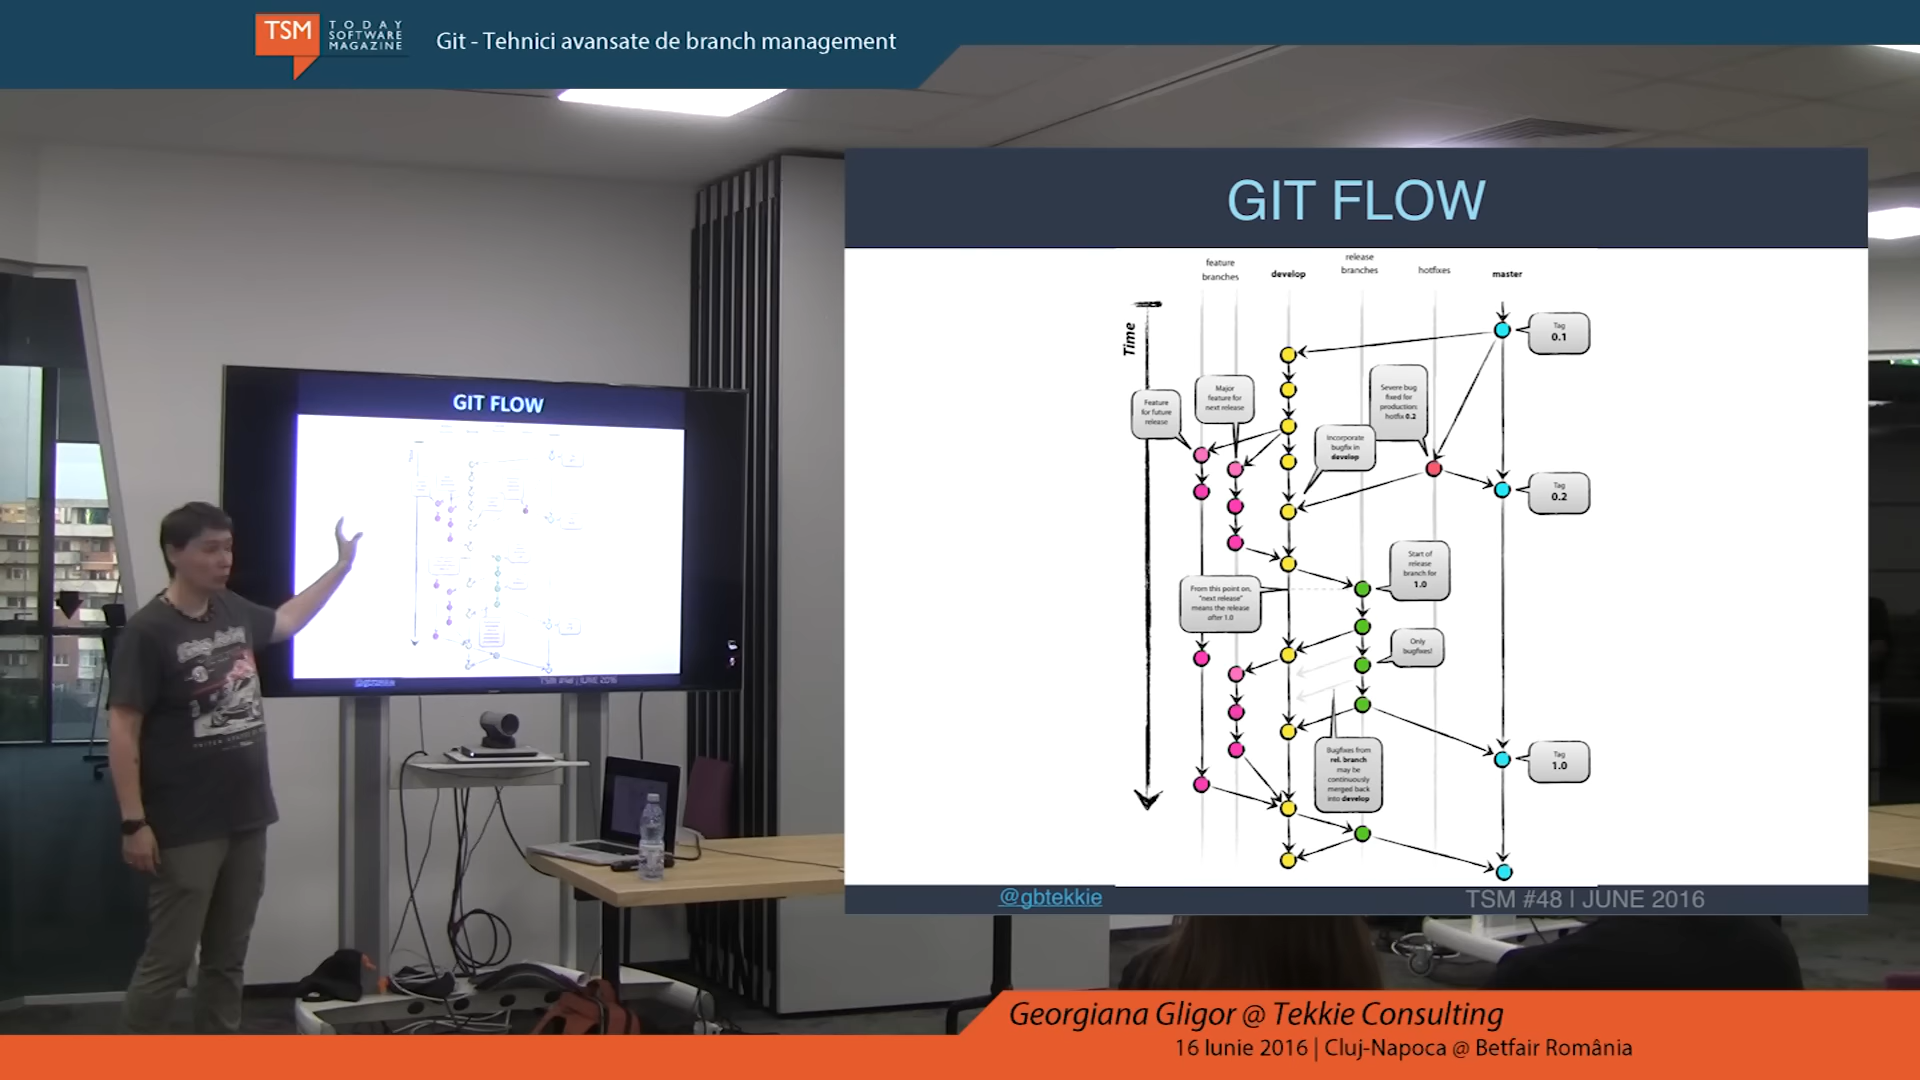 TSM
TODAY
SOFTWARE
MAGAZINE
Git - Tehnici avansate de branch management
GIT FLOW
feature
branches
develop
release
branches
hotfixes
master
Time
Tag
0.1
Major
feature for
next release
Feature
for future
release
Severe bug
fixed for
production:
hotfix 0.2
Incorporate
bugfix in
develop
Tag
0.2
Start of
release
branch for
1.0
From this point on,
"next release"
means the release
after 1.0
Only
bugfixes!
Bugfixes from
rel. branch
may be
continuously
merged back
into develop
Tag
1.0
@gbtekkie
TSM #48 | JUNE 2016
GIT FLOW
@gbtekkie
TSM #48 | JUNE 2016
Georgiana Gligor @ Tekkie Consulting
16 Iunie 2016 | Cluj-Napoca @ Betfair România